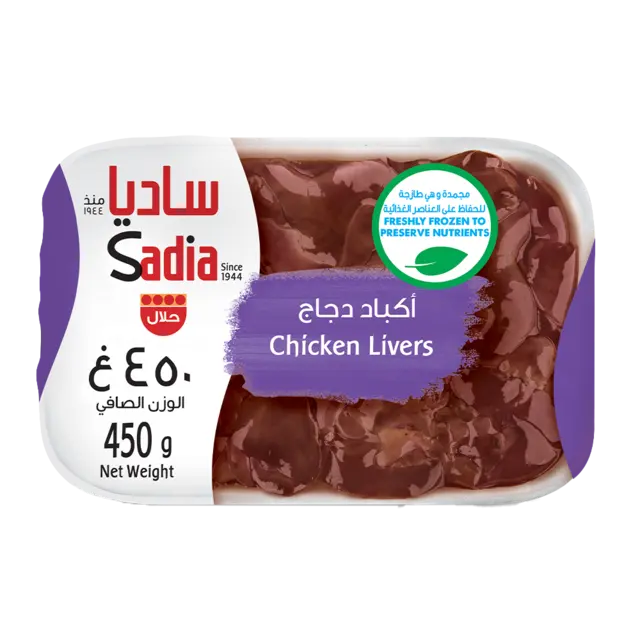 ساديا
منذ
١٩٤٤
Sadia
Since
1944
حلال
٤٥٠ غ
الوزن الصافي
450 g
Net Weight
مجمدة وهي طازجة
للحفاظ على العناصر الغذائية
FRESHLY FROZEN TO
PRESERVE NUTRIENTS
أكباد دجاج
Chicken Livers